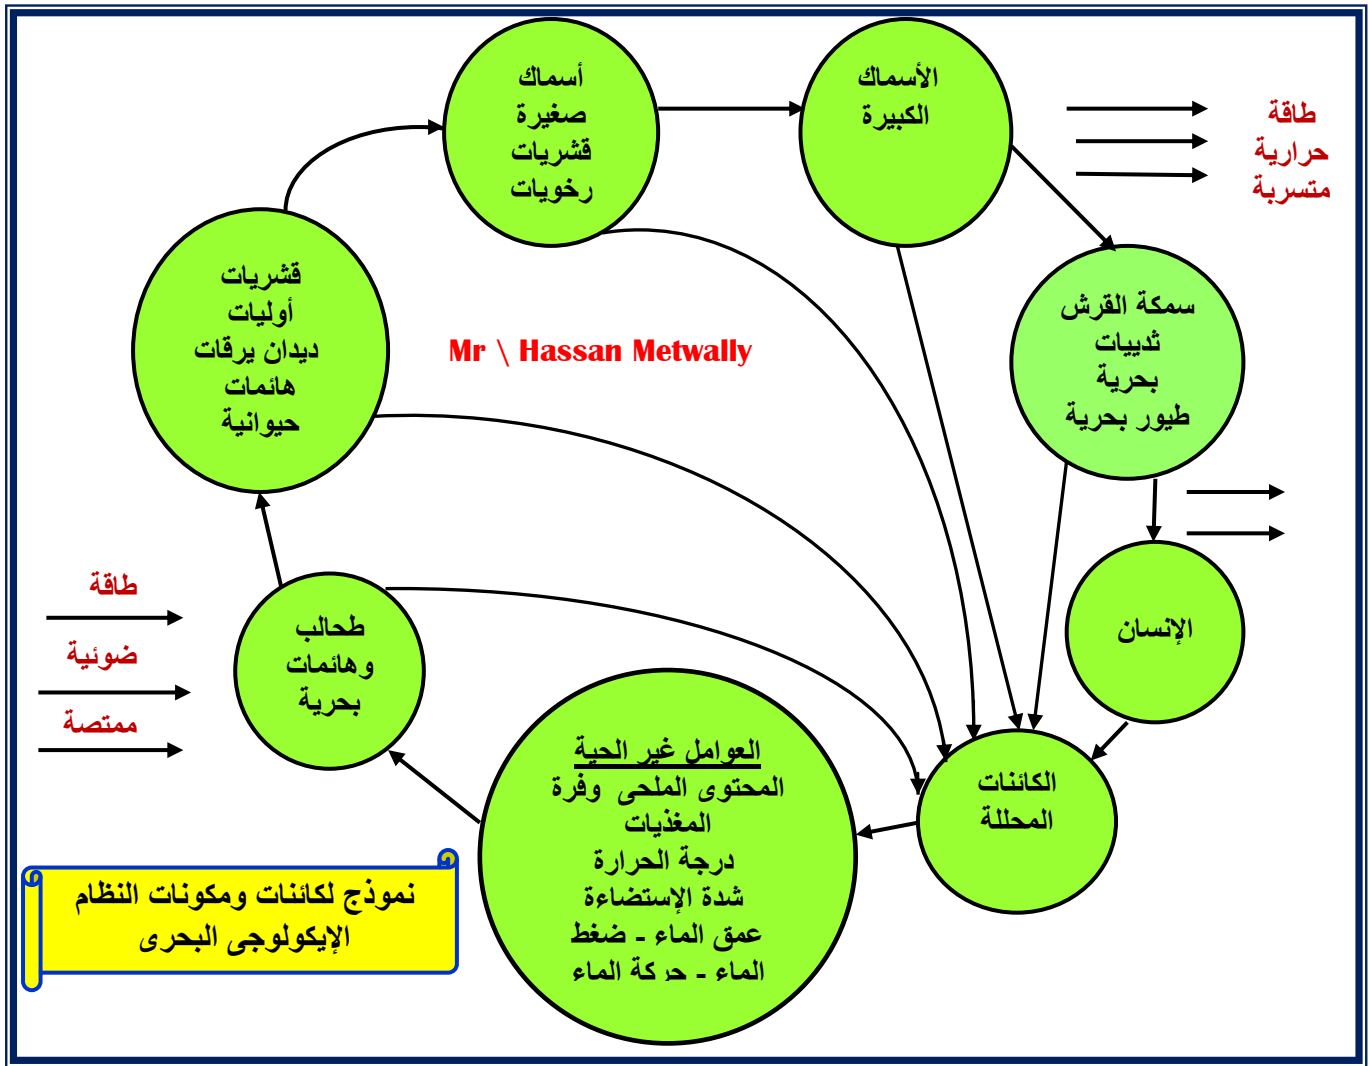 أسماك
صغيرة
قشريات
رخويات
الأسماك
الكبيرة
طاقة
حرارية
متسربة
قشريات
أوليات
ديدان يرقات
هائمات
حيوانية
Mr \ Hassan Metwally
سمكة القرش
ثدييات
بحرية
طيور بحرية
طاقة
ضوئية
ممتصة
طحالب
وهائمات
بحرية
الإنسان
العوامل غير الحية
المحتوى الملحى وفرة
المغذيات
درجة الحرارة
شدة الإستضاءة
عمق الماء - ضغط
الماء - حركة الماء
الكائنات
المحللة
نموذج لكائنات ومكونات النظام
الإيكولوجى البحرى